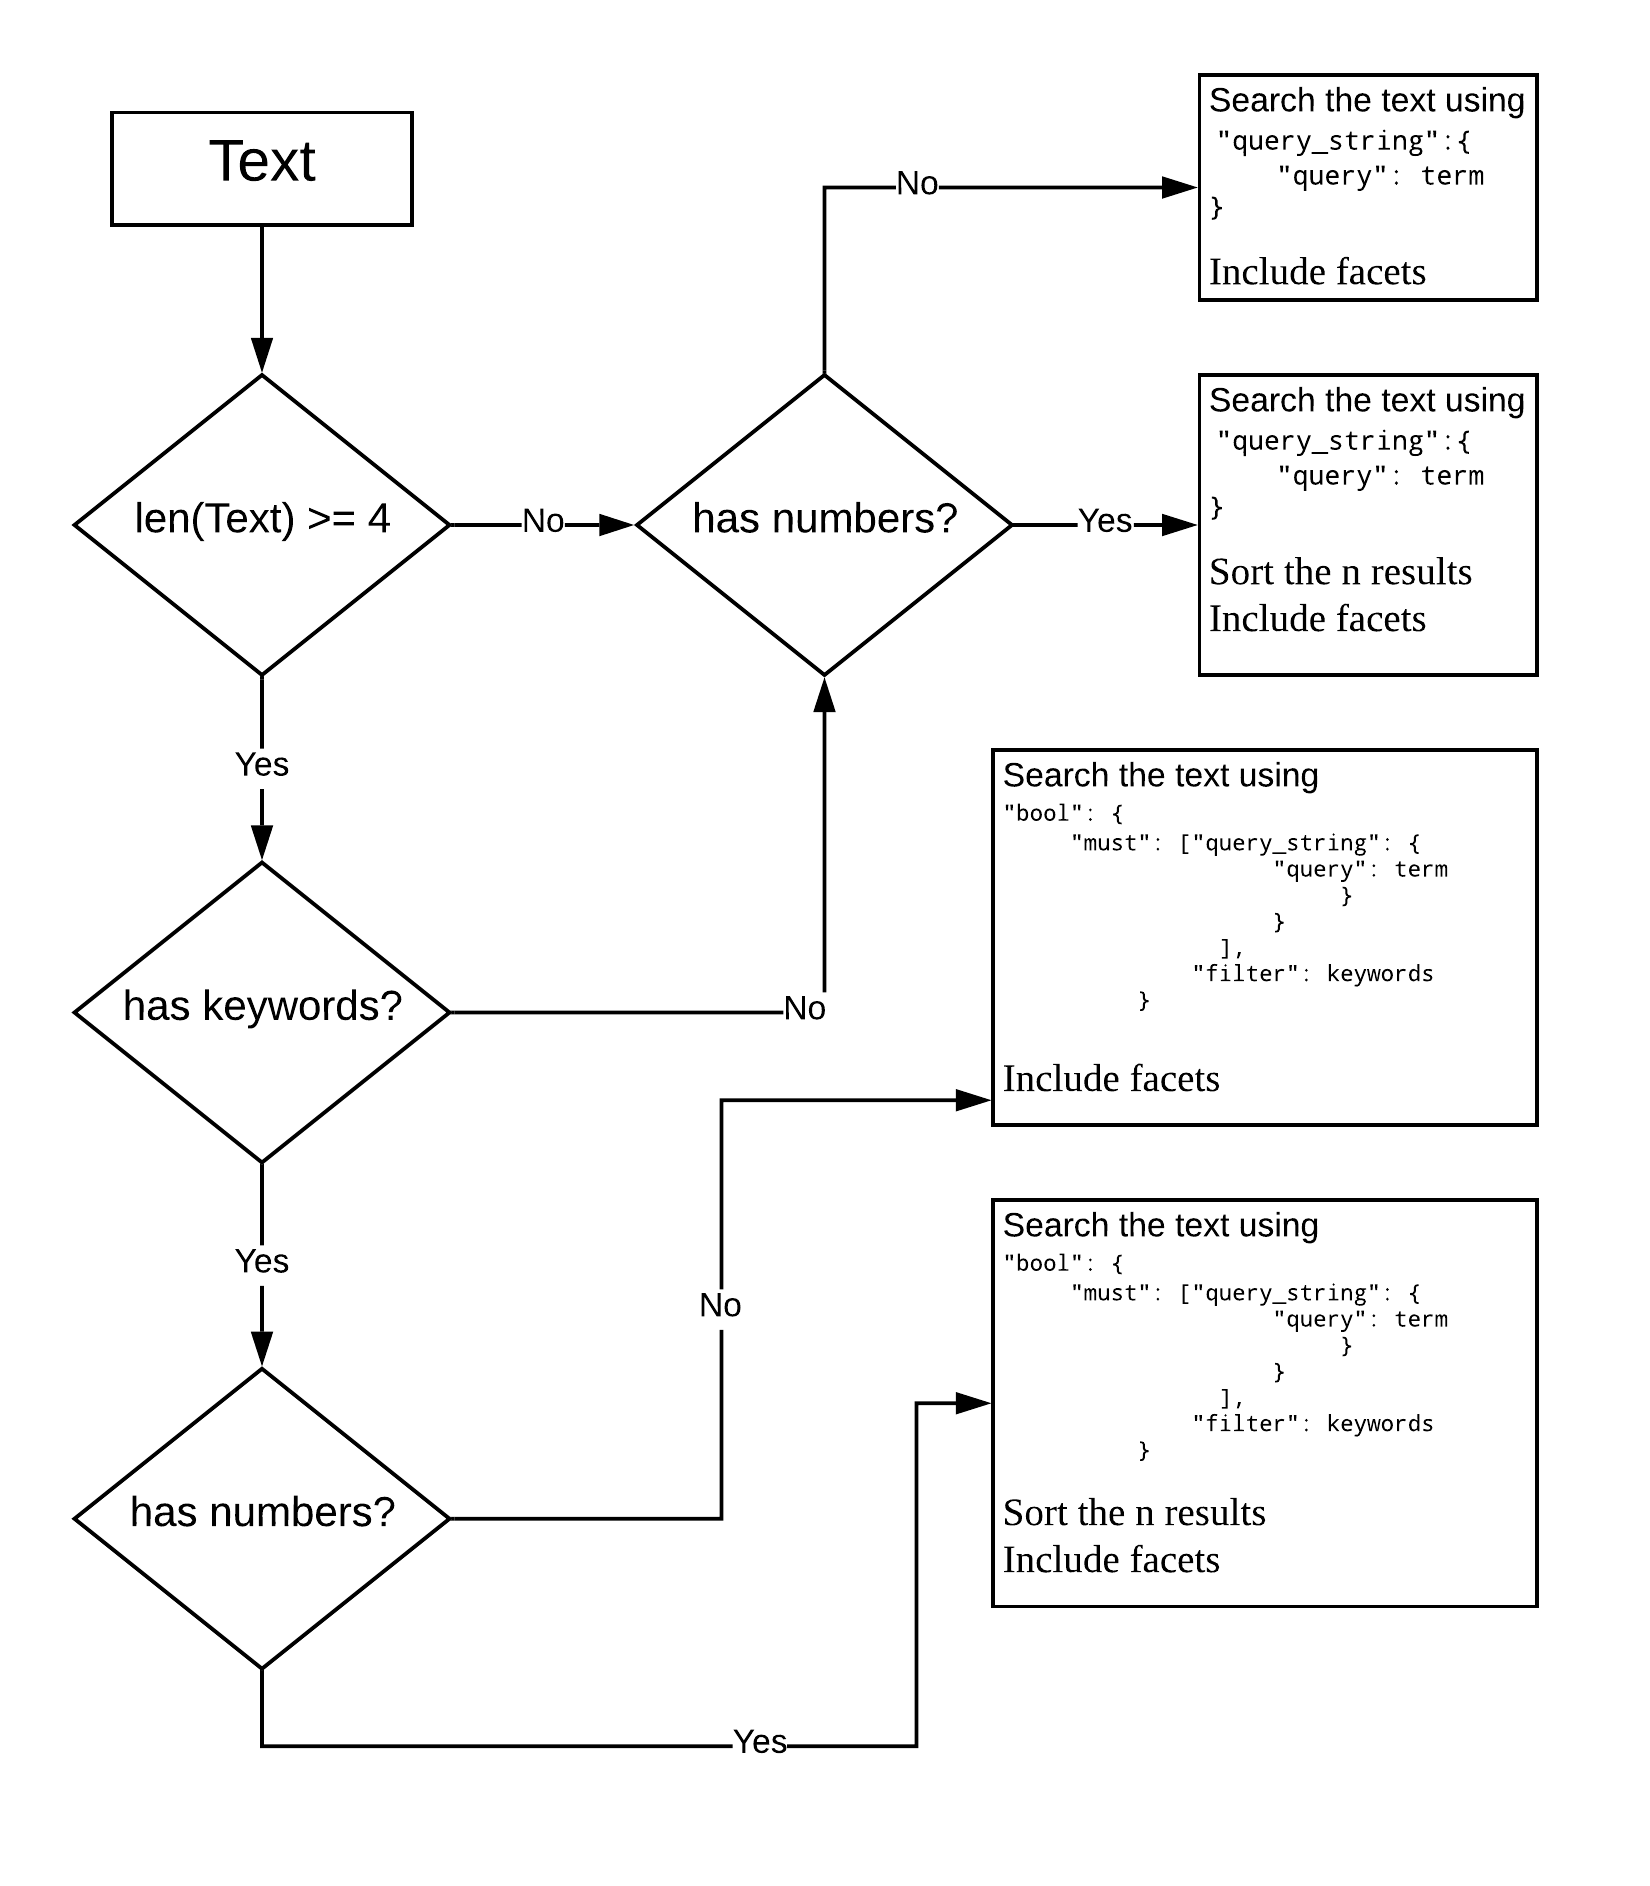 Text
len(Text) >= 4
No
has numbers?
No
Yes
Search the text using
"query_string":{
"query": term
}
Include facets
Search the text using
"query_string":{
"query": term
}
Sort the n results
Include facets
Yes
has keywords?
No
Search the text using
"bool": {
"must": ["query_string": {
"query": term
}
}
],
"filter": keywords
}
Include facets
Yes
has numbers?
No
Yes
Search the text using
"bool": {
"must": ["query_string": {
"query": term
}
}
],
"filter": keywords
}
Sort the n results
Include facets